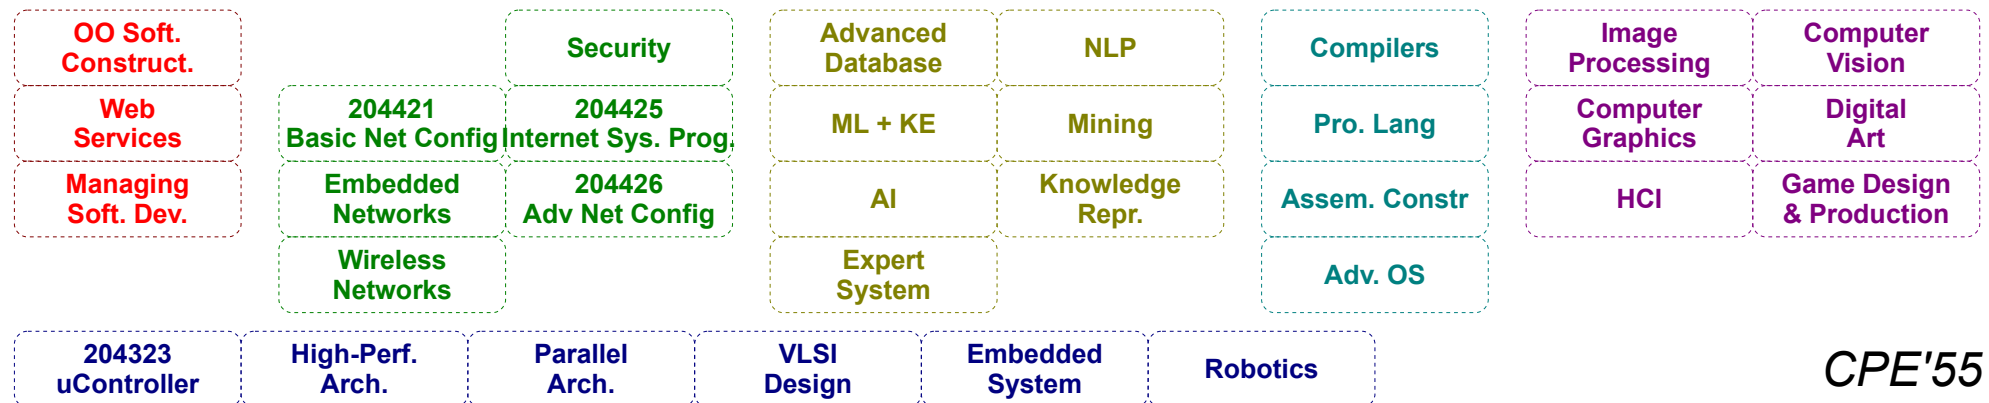 OO Soft.
Construct.
Web
Services
Managing
Soft. Dev.
Security
204421
Basic Net Config
204425
Internet Sys. Prog.
Embedded
Networks
204426
Adv Net Config
Wireless
Networks
Advanced
Database
NLP
ML + KE
Mining
AI
Knowledge
Repr.
Expert
System
Compilers
Pro. Lang
Assem. Constr
Adv. OS
Image
Processing
Computer
Vision
Computer
Graphics
Digital
Art
HCI
Game Design
& Production
204323
uController
High-Perf.
Arch.
Parallel
Arch.
VLSI
Design
Embedded
System
Robotics
CPE'55